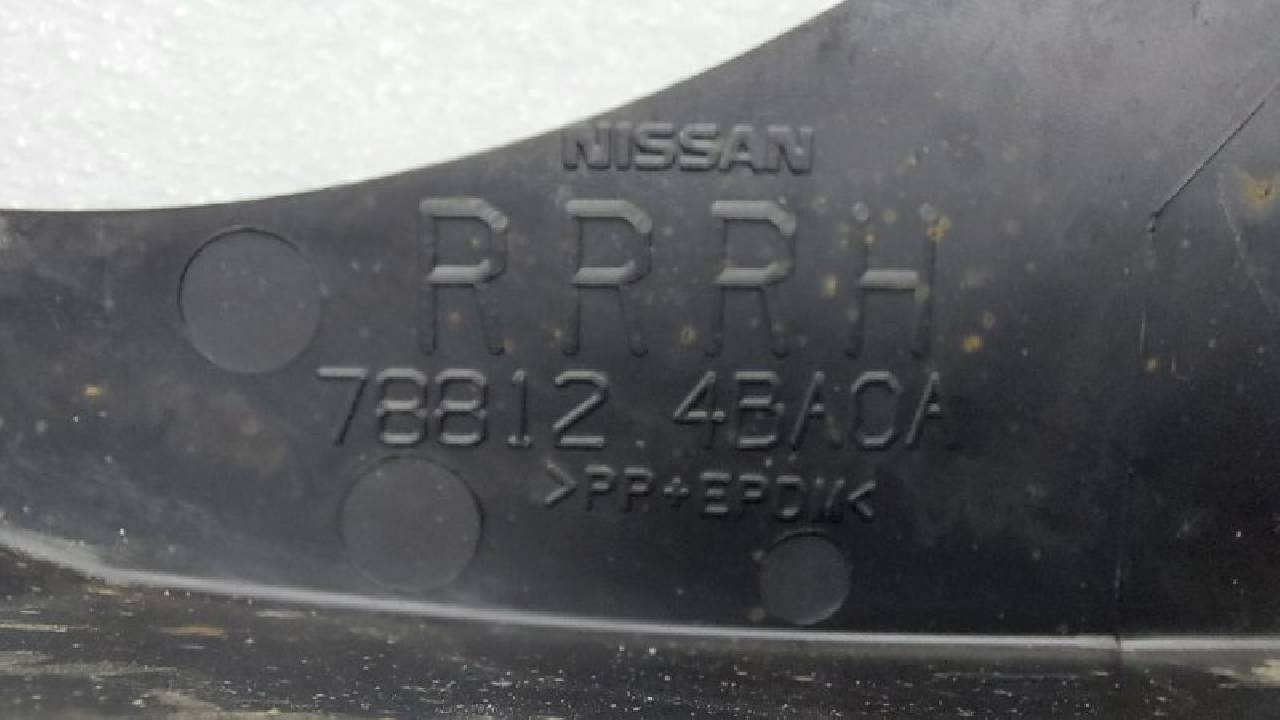 NISSAN
RRRH
78812 4BA0A
>PP+EPDM<